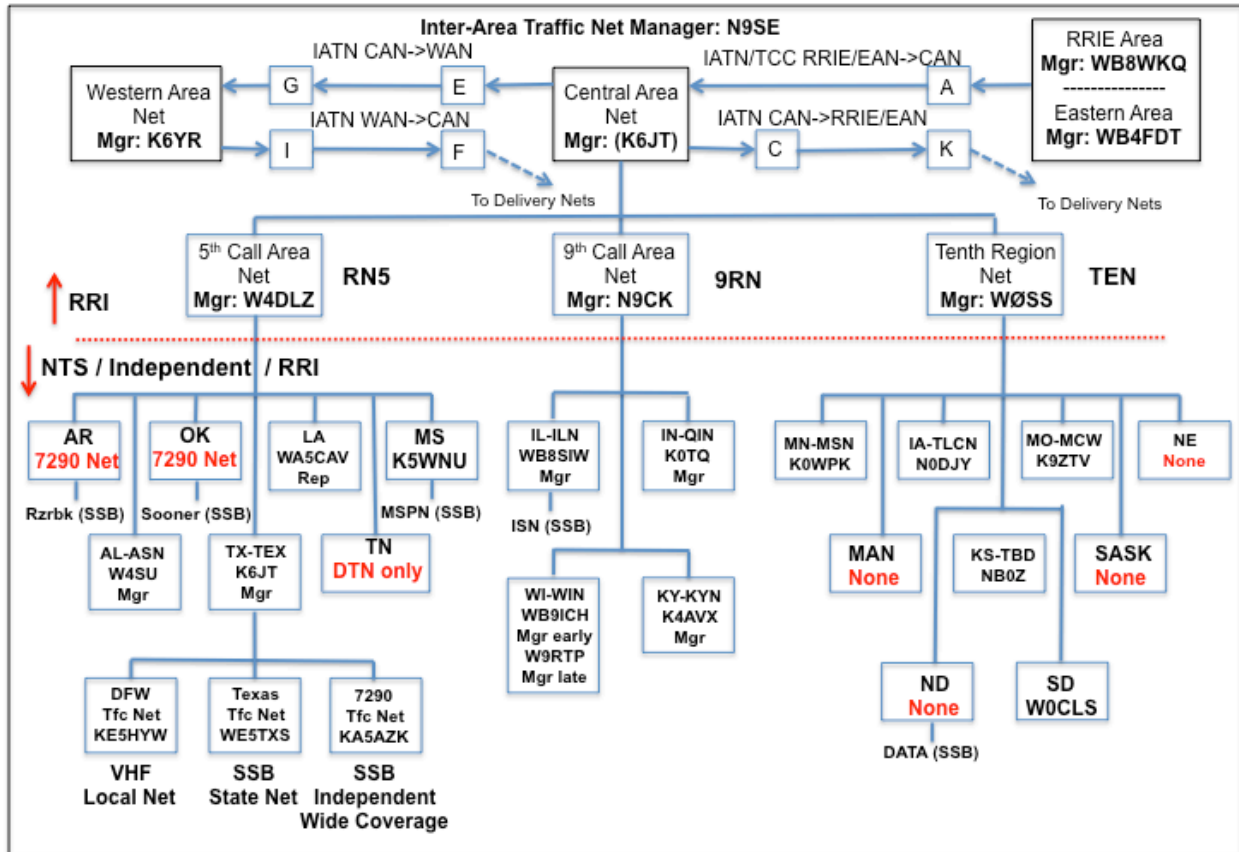 Inter-Area Traffic Net Manager: N9SE
IATN CAN->WAN
IATN/TCC RRIE/EAN->CAN
RRIE Area
Mgr: WB8WKQ
---------------
Eastern Area
Mgr: WB4FDT
Western Area
Net
Mgr: K6YR
G
E
Central Area
Net
Mgr: (K6JT)
A
IATN WAN->CAN
IATN CAN->RRIE/EAN
I
F
C
K
To Delivery Nets
To Delivery Nets
5th Call Area
Net
Mgr: W4DLZ
RN5
9th Call Area
Net
Mgr: N9CK
9RN
Tenth Region
Net
Mgr: WØSS
TEN
RRI
NTS / Independent / RRI
AR
7290 Net
Rzrbk (SSB)
OK
7290 Net
Sooner (SSB)
LA
WA5CAV
Rep
MS
K5WNU
MSPN (SSB)
AL-ASN
W4SU
Mgr
TX-TEX
K6JT
Mgr
TN
DTN only
IL-ILN
WB8SIW
Mgr
ISN (SSB)
IN-QIN
K0TQ
Mgr
WI-WIN
WB9ICH
Mgr early
W9RTP
Mgr late
KY-KYN
K4AVX
Mgr
MN-MSN
K0WPK
IA-TLCN
N0DJY
MO-MCW
K9ZTV
NE
None
MAN
None
KS-TBD
NB0Z
SASK
None
ND
None
DATA (SSB)
SD
W0CLS
DFW
Tfc Net
KE5HYW
Texas
Tfc Net
WE5TXS
7290
Tfc Net
KA5AZK
VHF
Local Net
SSB
State Net
SSB
Independent
Wide Coverage